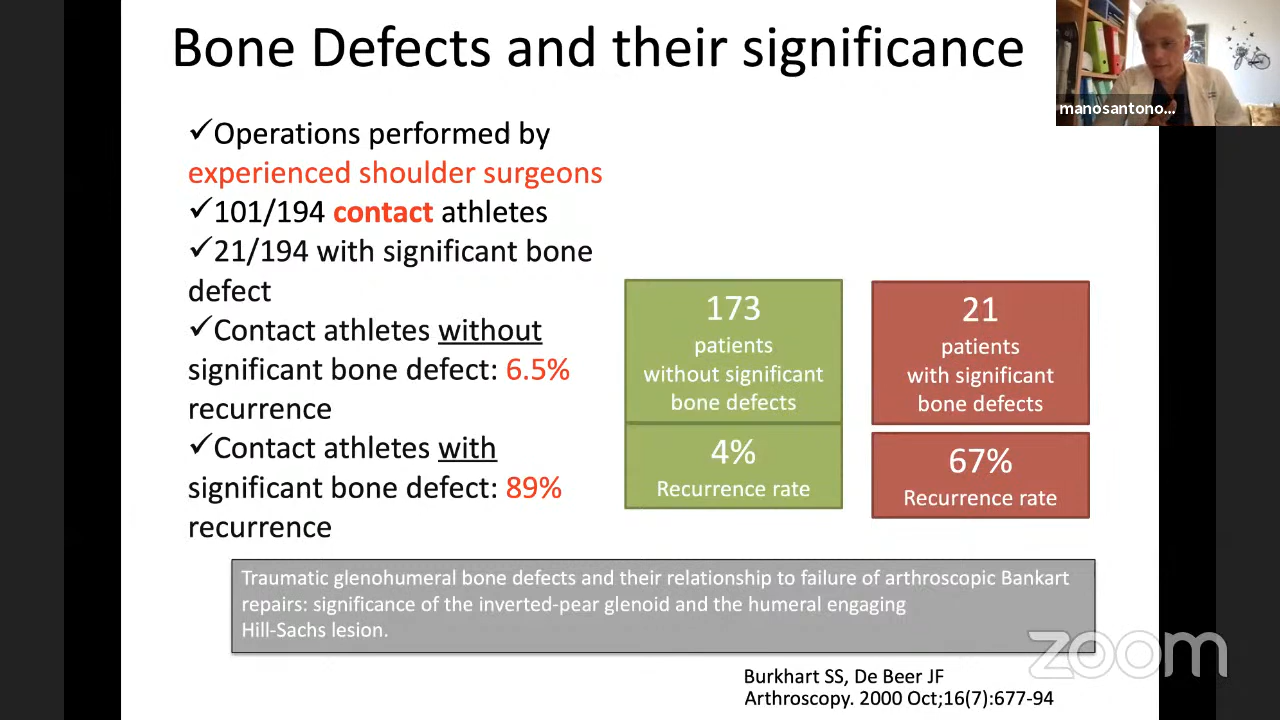 Bone Defects and their significance
manosantono...
✓Operations performed by
experienced shoulder surgeons
✓101/194 contact athletes
✓21/194 with significant bone
defect
✓Contact athletes without
significant bone defect: 6.5%
recurrence
✓Contact athletes with
significant bone defect: 89%
recurrence
173
patients
without significant
bone defects
4%
Recurrence rate
21
patients
with significant
bone defects
67%
Recurrence rate
Traumatic glenohumeral bone defects and their relationship to failure of arthroscopic Bankart
repairs: significance of the inverted-pear glenoid and the humeral engaging
Hill-Sachs lesion.
zoom
Burkhart SS, De Beer JF
Arthroscopy. 2000 Oct;16(7):677-94